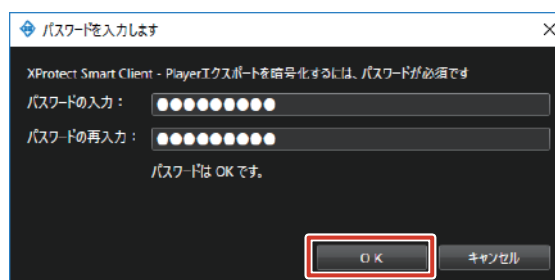 パスワードを入力します
XProtect Smart Client - Playerエクスポートを暗号化するには、パスワードが必須です
パスワードの入力： ●●●●●●●●●
パスワードの再入力： ●●●●●●●●●
パスワードは OK です。
OK キャンセル